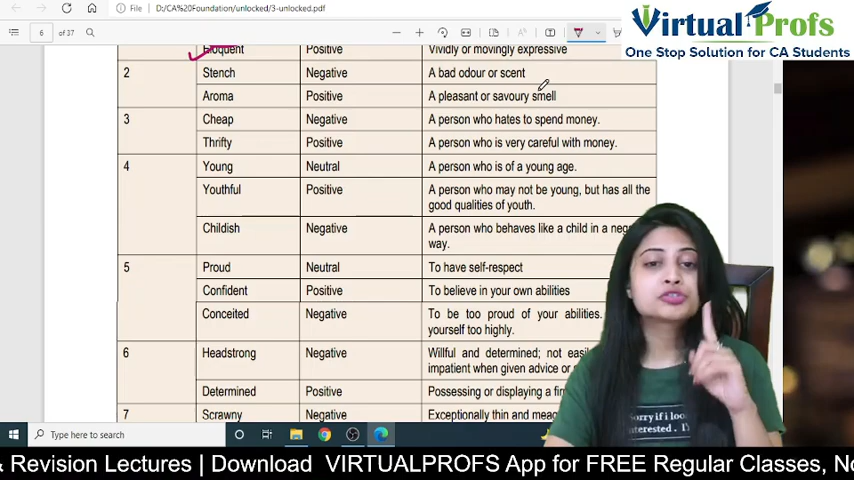 D:/CA%20Foundation/unlocked/3-unlocked.pdf
File
6 of 37
Virtual Profs
One Stop Solution for CA Students
Eloquent Positive Vividly or movingly expressive
2 Stench Negative A bad odour or scent
Aroma Positive A pleasant or savoury smell
3 Cheap Negative A person who hates to spend money.
Thrifty Positive A person who is very careful with money.
4 Young Neutral A person who is of a young age.
Youthful Positive A person who may not be young, but has all the
good qualities of youth.
Childish Negative A person who behaves like a child in a
way.
5 Proud Neutral To have self-respect
Confident Positive To believe in your own abilities
Conceited Negative To be too proud of your abilities.
yourself too highly.
6 Headstrong Negative Willful and determined; not
impatient when given advice or
Determined Positive Possessing or displaying a
7 Scrawny Negative Exceptionally thin and
Type here to search
sorry if i
interested.
& Revision Lectures | Download VIRTUALPROFS App for FREE Regular Classes,